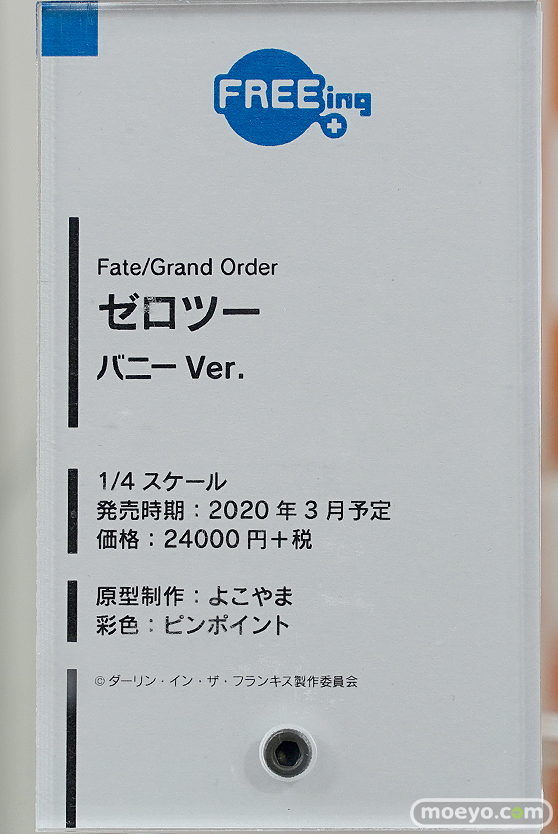 FREEing
Fate/Grand Order
ゼロツー
バニー Ver.
1/4 スケール
発売時期：2020 年 3 月予定
価格：24000 円＋税
原型制作：よこやま
彩色：ピンポイント
© ダーリン・イン・ザ・フランキス製作委員会
moeyo.com